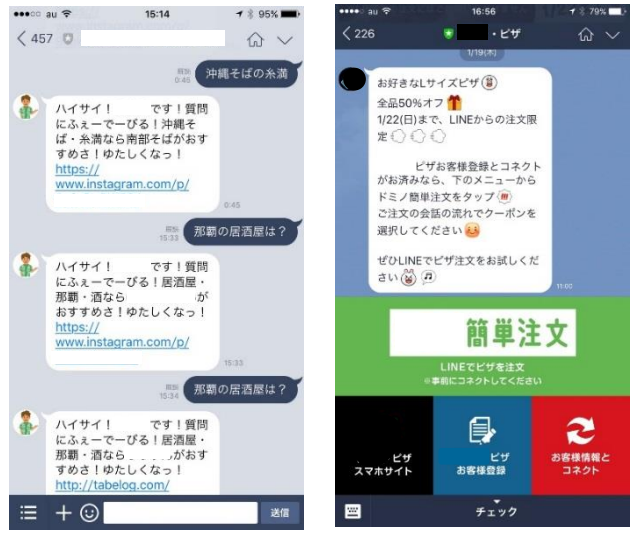 au 15:14 95%
457
既読
0:45
沖縄そばの糸満
ハイサイ! です!質問
にふぇーでーびる!沖縄そ
ば・糸満なら南部そばがおす
すめさ!ゆたしくなっ!
https://
www.instagram.com/p/
0:45
既読
15:33
那覇の居酒屋は?
ハイサイ! です!質問
にふぇーでーびる!居酒屋・
那覇・酒なら が
おすすめさ!ゆたしくなっ!
https://
www.instagram.com/p/
15:33
既読
15:34
那覇の居酒屋は?
ハイサイ! です!質問
にふぇーでーびる!居酒屋・
那覇・酒なら がおす
すめさ!ゆたしくなっ!
http://tabelog.com/
送信
au 16:56 79%
226
・ピザ
1/19(木)
お好きなLサイズピザ
全品50%オフ
1/22(日)まで、LINEからの注文限
定
ピザお客様登録とコネクト
がお済みなら、下のメニューから
ドミノ簡単注文をタップ
ご注文の会話の流れでクーポンを
選択してください
ぜひLINEでピザ注文をお試しくだ
さい
11:00
簡単注文
LINEでピザを注文
※事前にコネクトしてください
ピザ
スマホサイト
ピザ
お客様登録
お客様情報と
コネクト
チェック